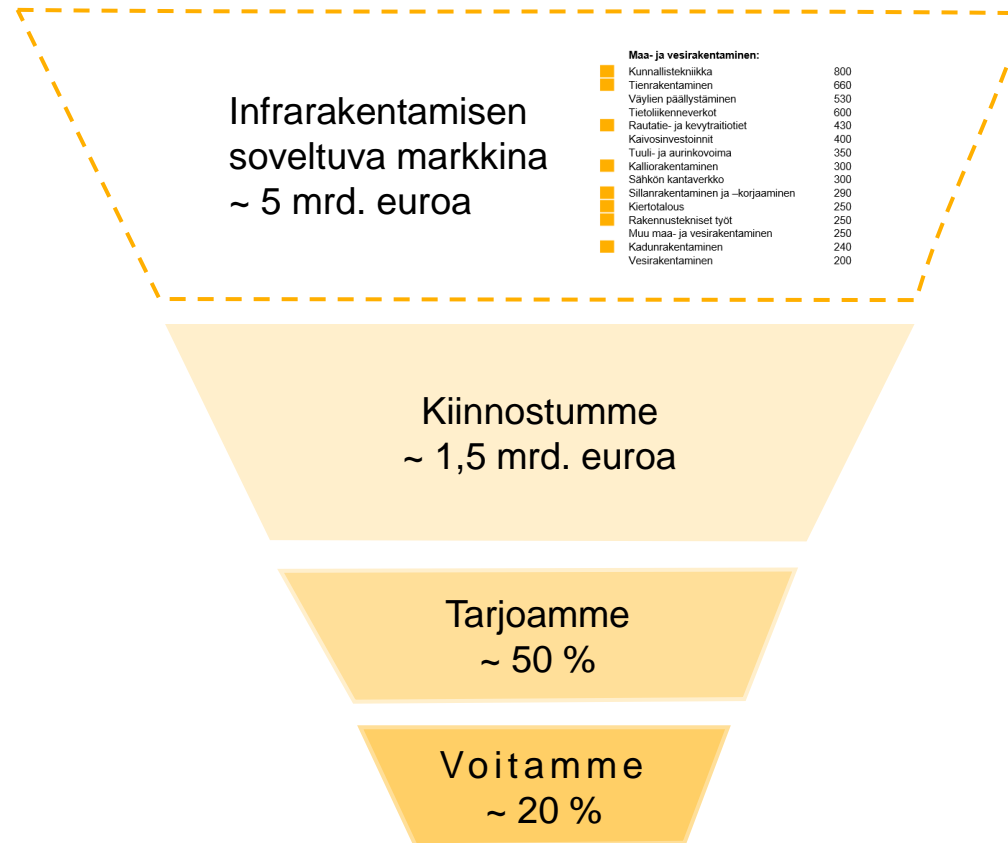 Infrarakentamisen
soveltuva markkina
~ 5 mrd. euroa
Maa- ja vesirakentaminen:
Kunnallistekniikka 800
Tienrakentaminen 660
Väylien päällystäminen 530
Tietoliikenneverkot 600
Rautatie- ja kevytraitiotiet 430
Kaivosinvestoinnit 400
Tuuli- ja aurinkovoima 350
Kalliorakentaminen 300
Sähkön kantaverkko 300
Sillanrakentaminen ja –korjaaminen 290
Kiertotalous 250
Rakennustekniset työt 250
Muu maa- ja vesirakentaminen 250
Kadunrakentaminen 240
Vesirakentaminen 200
Kiinnostumme
~ 1,5 mrd. euroa
Tarjoamme
~ 50 %
Voitamme
~ 20 %